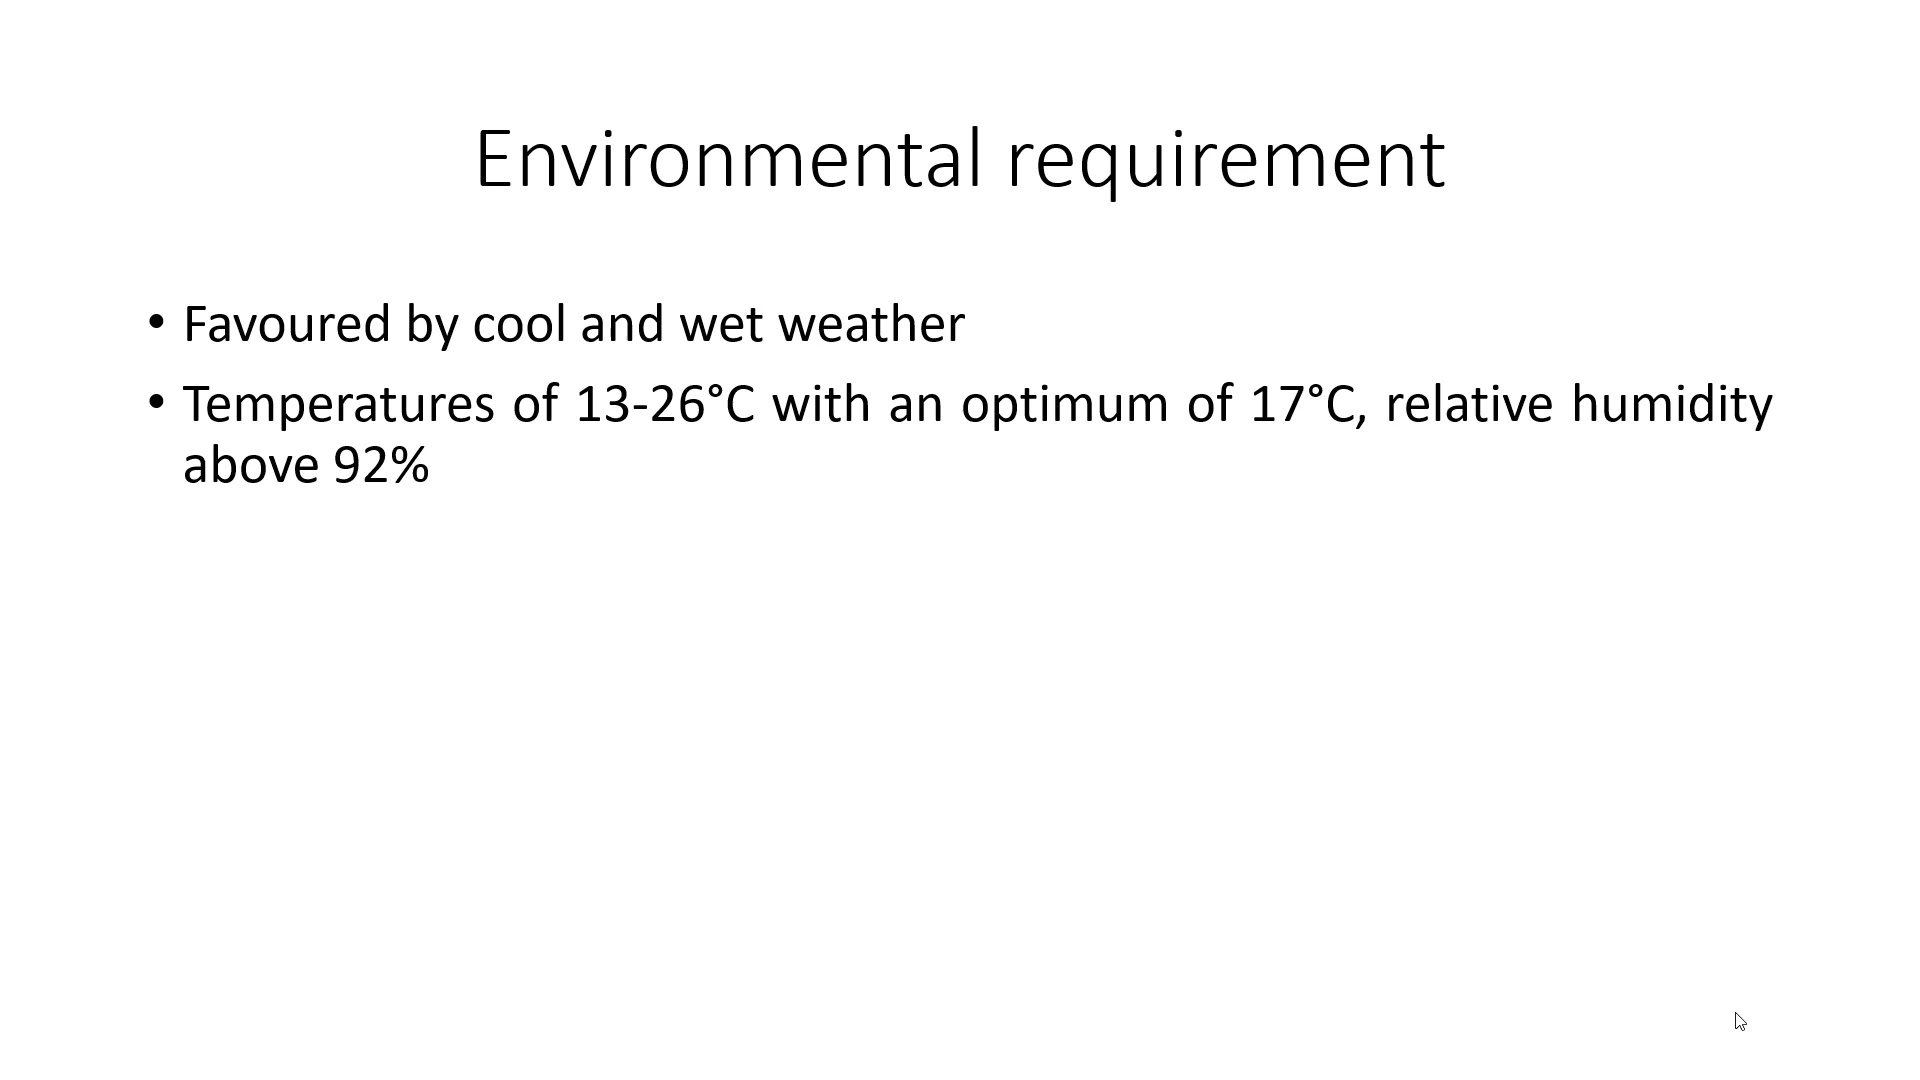 Environmental requirement
• Favoured by cool and wet weather
• Temperatures of 13-26°C with an optimum of 17°C, relative humidity
above 92%